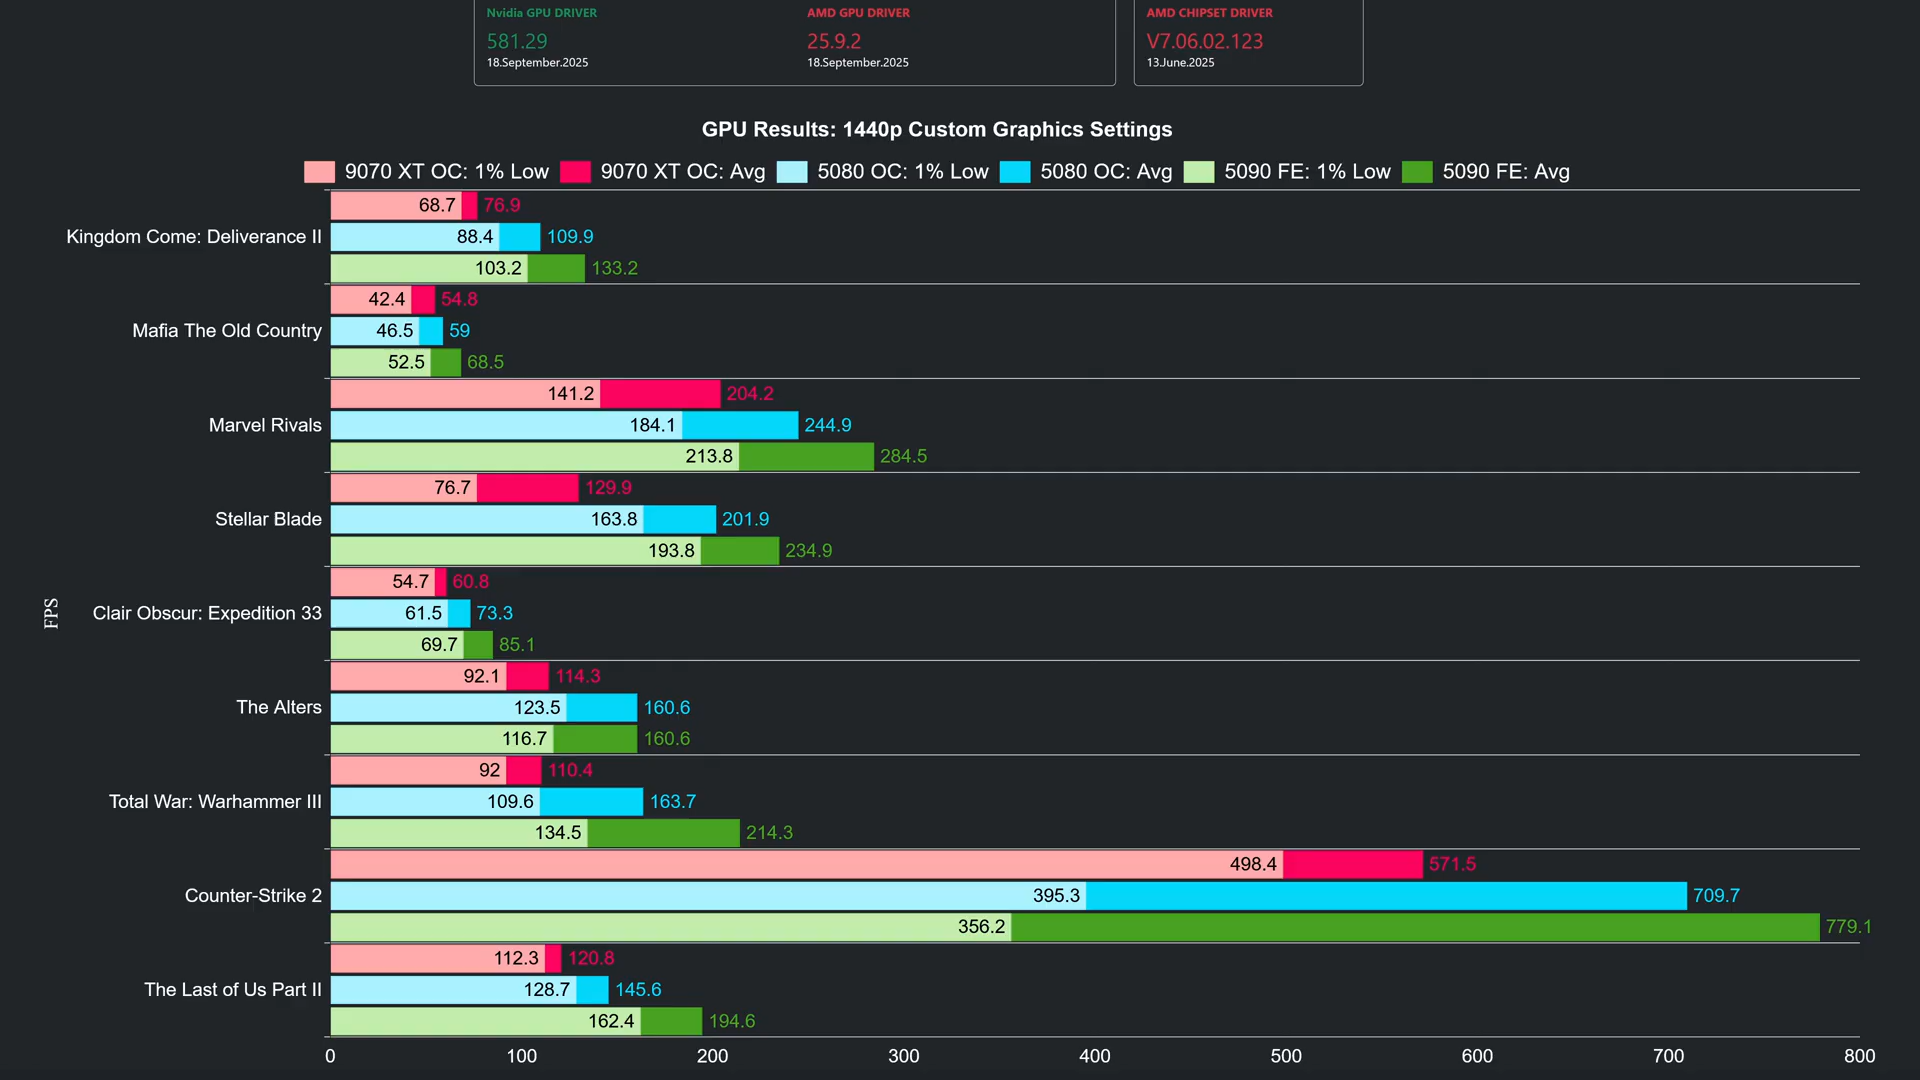 Nvidia GPU DRIVER
AMD GPU DRIVER
AMD CHIPSET DRIVER
581.29
25.9.2
V7.06.02.123
18.September.2025
18.September.2025
13.June.2025
GPU Results: 1440p Custom Graphics Settings
9070 XT OC: 1% Low
9070 XT OC: Avg
5080 OC: 1% Low
5080 OC: Avg
5090 FE: 1% Low
5090 FE: Avg
FPS
Kingdom Come: Deliverance II
68.7 76.9
88.4 109.9
103.2 133.2
Mafia The Old Country
42.4 54.8
46.5 59
52.5 68.5
Marvel Rivals
141.2 204.2
184.1 244.9
213.8 284.5
Stellar Blade
76.7 129.9
163.8 201.9
193.8 234.9
Clair Obscur: Expedition 33
54.7 60.8
61.5 73.3
69.7 85.1
The Alters
92.1 114.3
123.5 160.6
116.7 160.6
Total War: Warhammer III
92 110.4
109.6 163.7
134.5 214.3
Counter-Strike 2
498.4 571.5
395.3 709.7
356.2 779.1
The Last of Us Part II
112.3 120.8
128.7 145.6
162.4 194.6
0 100 200 300 400 500 600 700 800